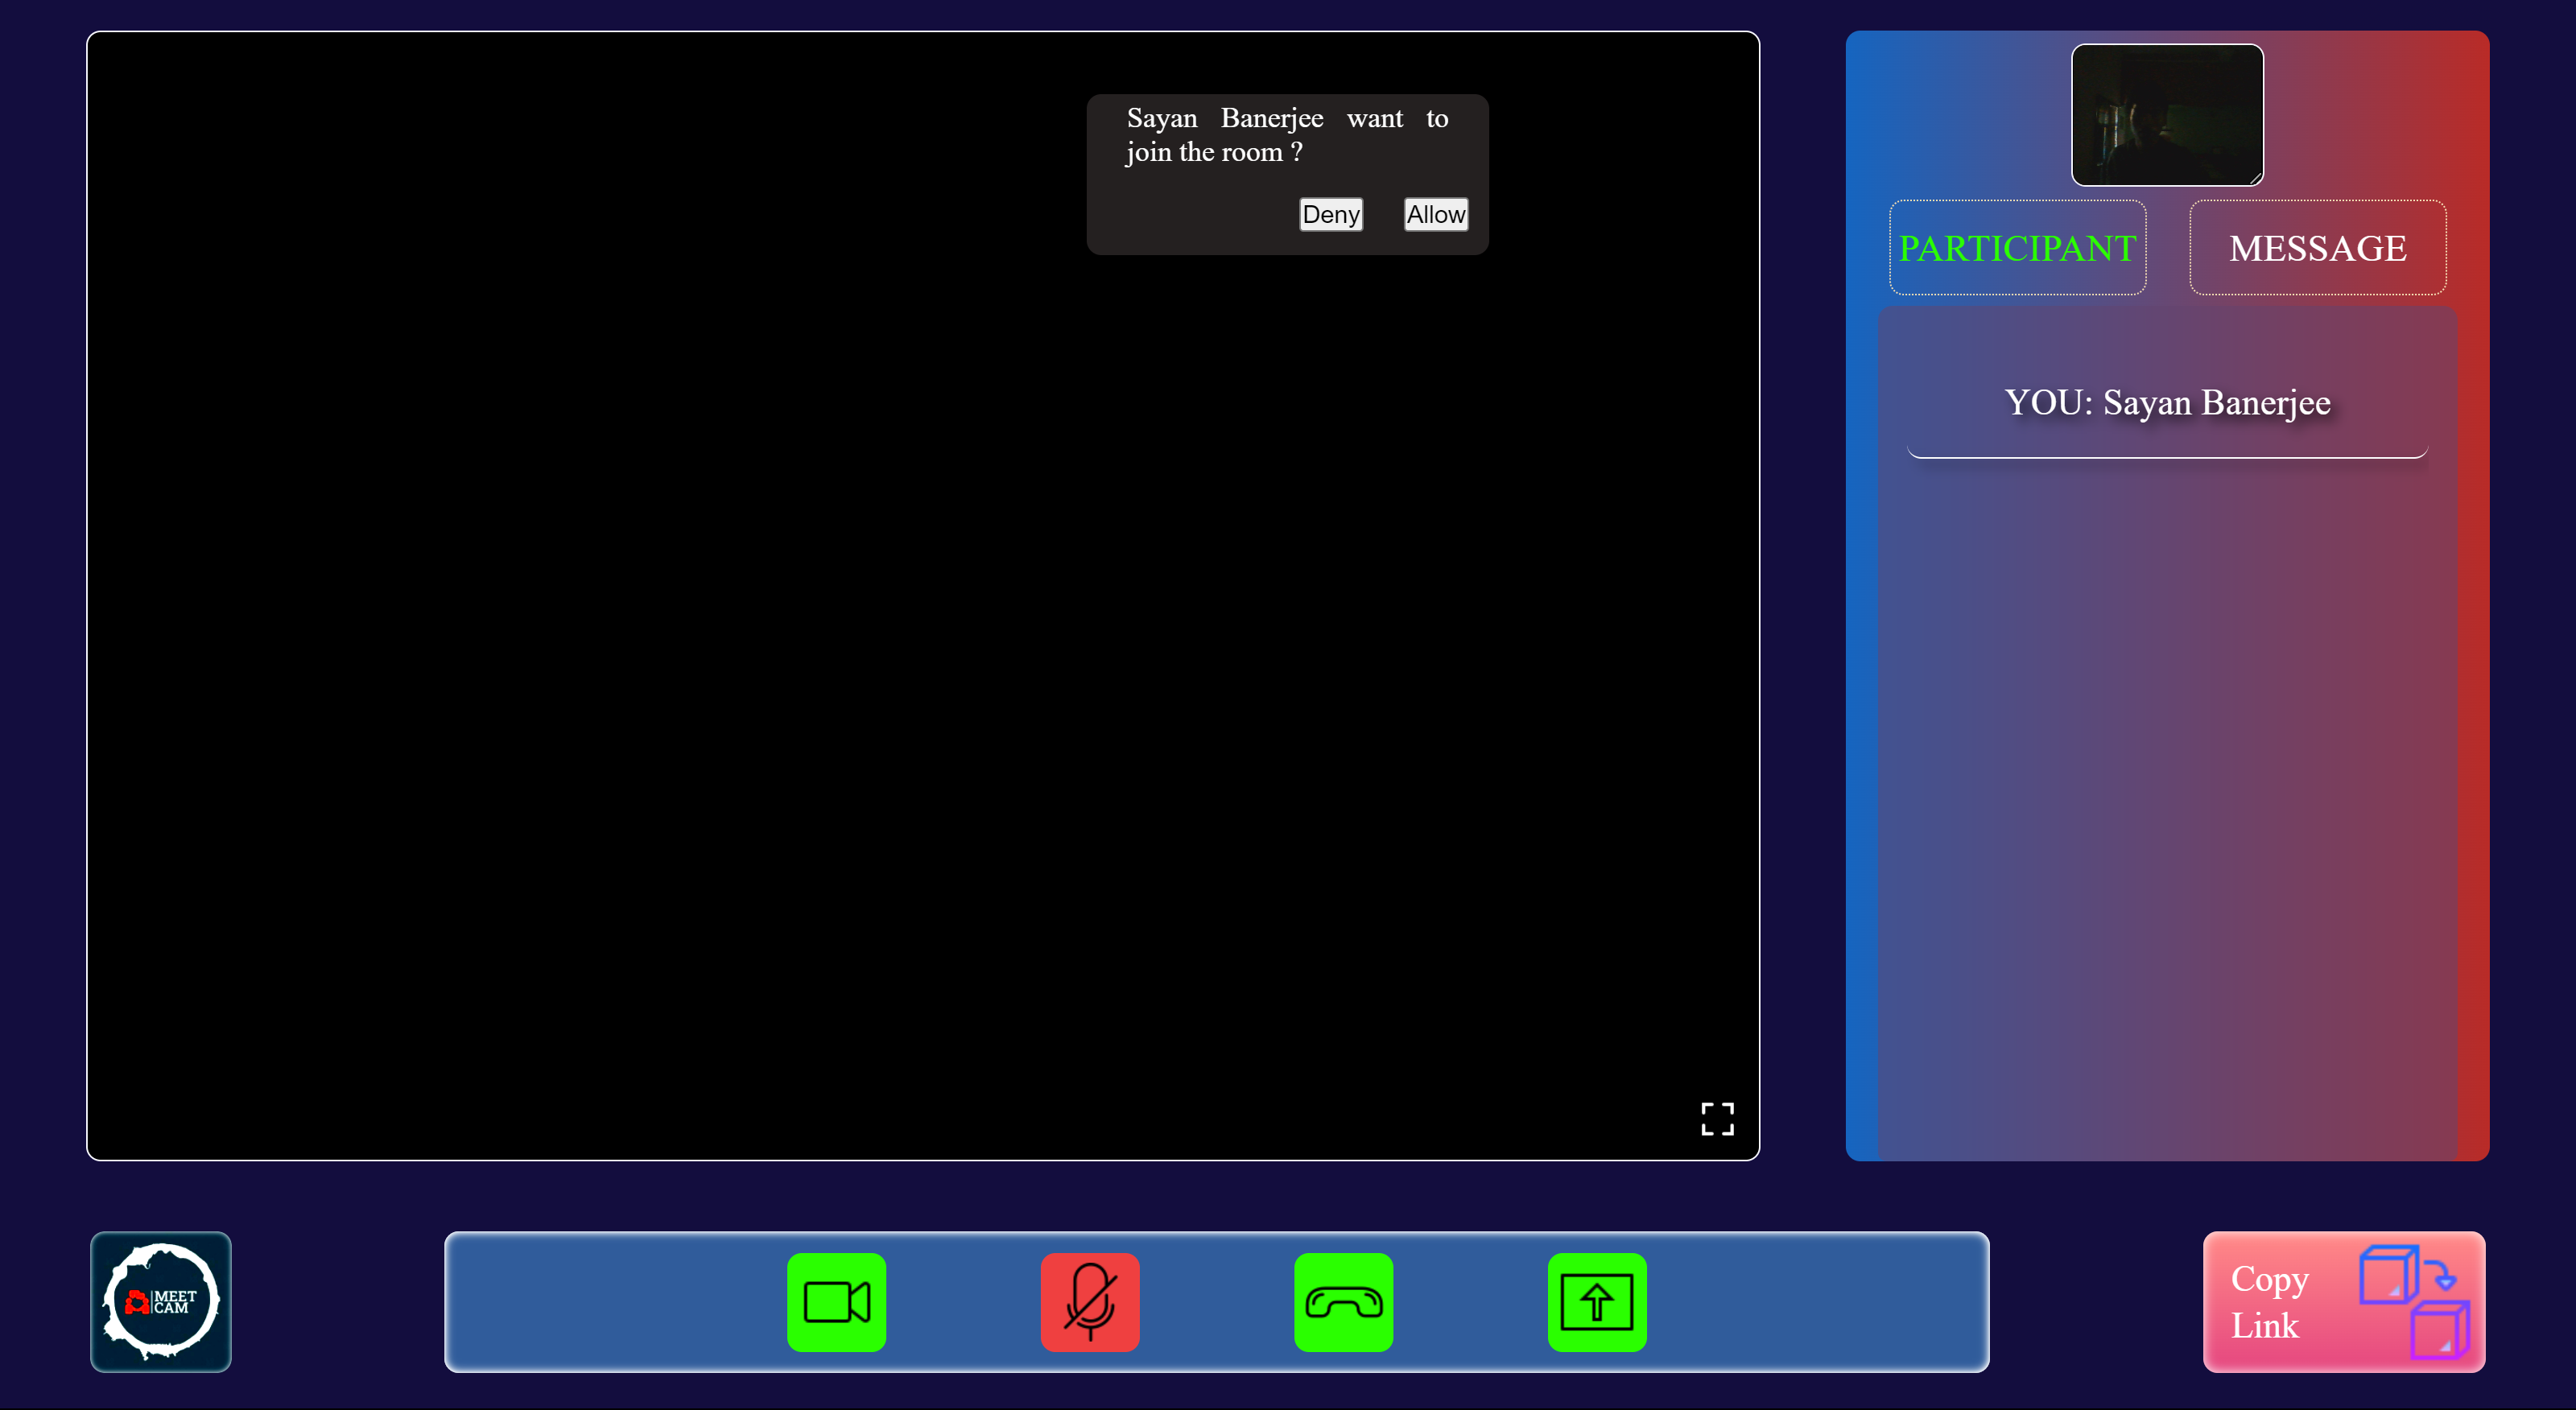 Sayan Banerjee want to
join the room ?
Deny Allow
PARTICIPANT MESSAGE
YOU: Sayan Banerjee
MEET
CAM
Copy
Link